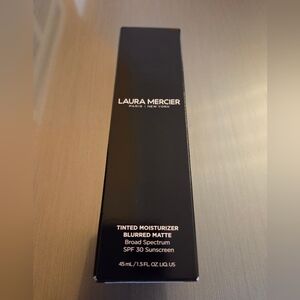 LAURA MERCIER
PARIS • NEW YORK
TINTED MOISTURIZER
BLURRED MATTE
Broad Spectrum
SPF 30 Sunscreen
45 mL / 1.5 FL. OZ. LIQ. US